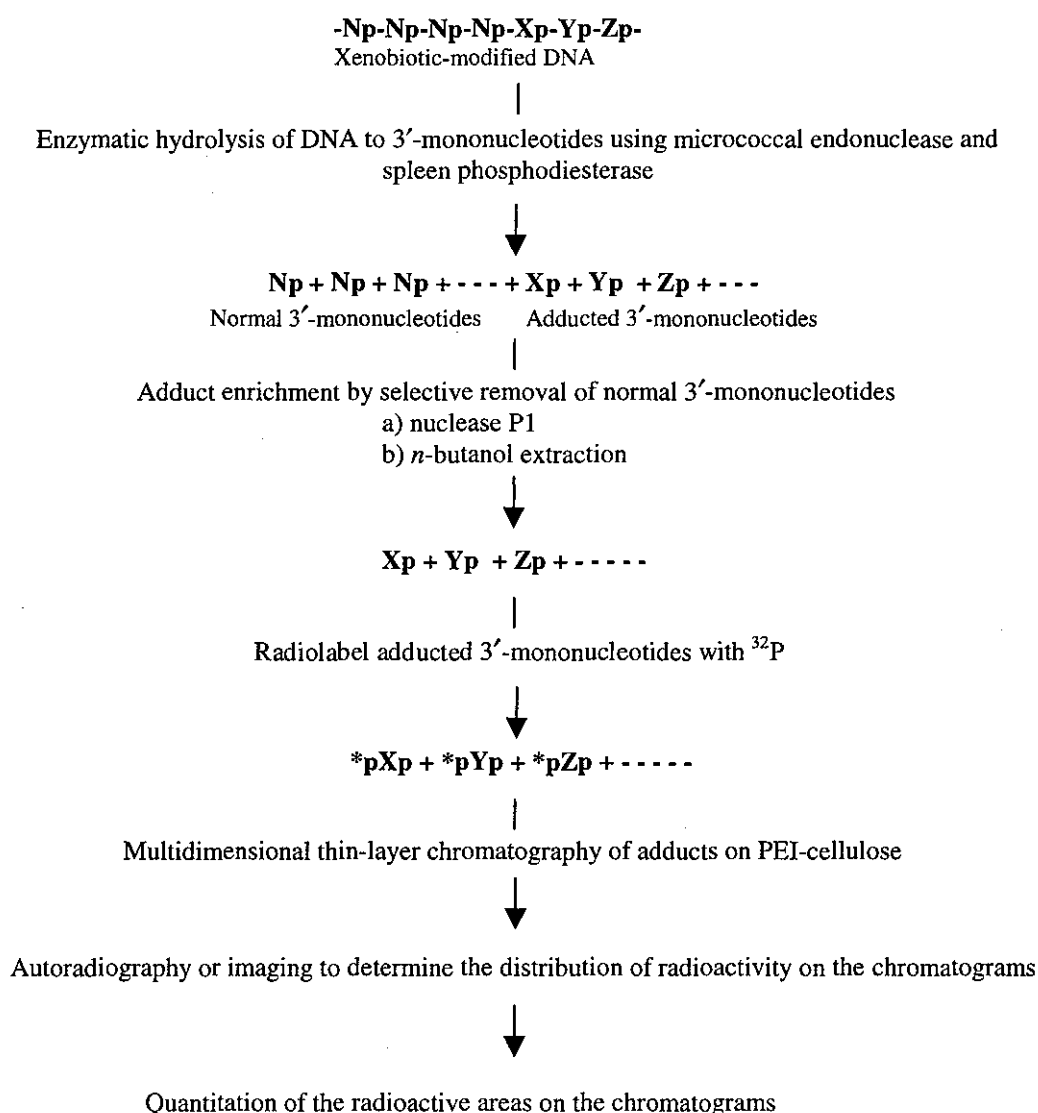 -Np-Np-Np-Np-Xp-Yp-Zp-
Xenobiotic-modified DNA
Enzymatic hydrolysis of DNA to 3′-mononucleotides using micrococcal endonuclease and
spleen phosphodiesterase
Np + Np + Np + - - - + Xp + Yp + Zp + - - -
Normal 3′-mononucleotides Adducted 3′-mononucleotides
Adduct enrichment by selective removal of normal 3′-mononucleotides
a) nuclease P1
b) n-butanol extraction
Xp + Yp + Zp + - - - - -
Radiolabel adducted 3′-mononucleotides with ³²P
*pXp + *pYp + *pZp + - - - - -
Multidimensional thin-layer chromatography of adducts on PEI-cellulose
Autoradiography or imaging to determine the distribution of radioactivity on the chromatograms
Quantitation of the radioactive areas on the chromatograms